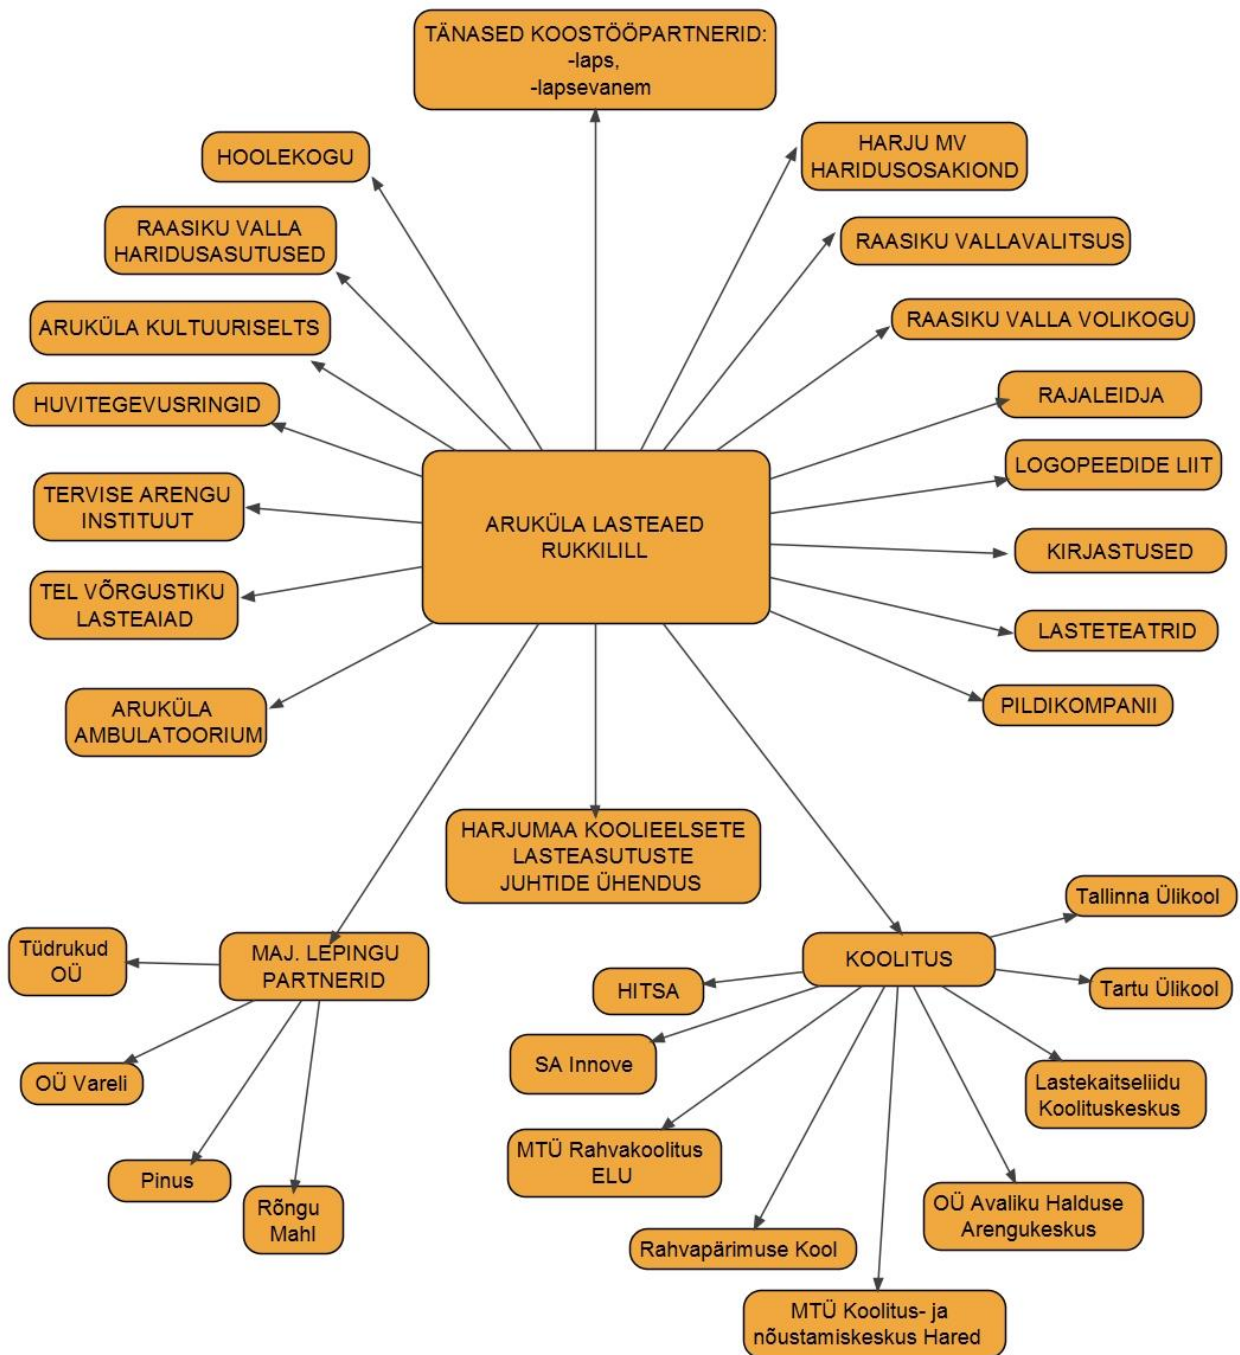 TÄNASED KOOSTÖÖPARTNERID:
-laps,
-lapsevanem
HOOLEKOGU
HARJU MV
HARIDUSOSAKIOND
RAASIKU VALLA
HARIDUSASUTUSED
RAASIKU VALLAVALITSUS
ARUKÜLA KULTUURISELTS
RAASIKU VALLA VOLIKOGU
HUVITEGEVUSRINGID
RAJALEIDJA
LOGOPEEDIDE LIIT
TERVISE ARENGU
INSTITUUT
ARUKÜLA LASTEAED
RUKKILILL
KIRJASTUSED
TEL VÕRGUSTIKU
LASTEAIAD
LASTETEATRID
ARUKÜLA
AMBULATOORIUM
PILDIKOMPANII
HARJUMAA KOOLIEELSETE
LASTEASUTUSTE
JUHTIDE ÜHENDUS
Tallinna Ülikool
Tüdrukud
OÜ
MAJ. LEPINGU
PARTNERID
KOOLITUS
HITSA
Tartu Ülikool
OÜ Vareli
SA Innove
Lastekaitseliidu
Koolituskeskus
MTÜ Rahvakoolitus
ELU
Pinus
Rõngu
Mahl
OÜ Avaliku Halduse
Arengukeskus
Rahvapärimuse Kool
MTÜ Koolitus- ja
nõustamiskeskus Hared